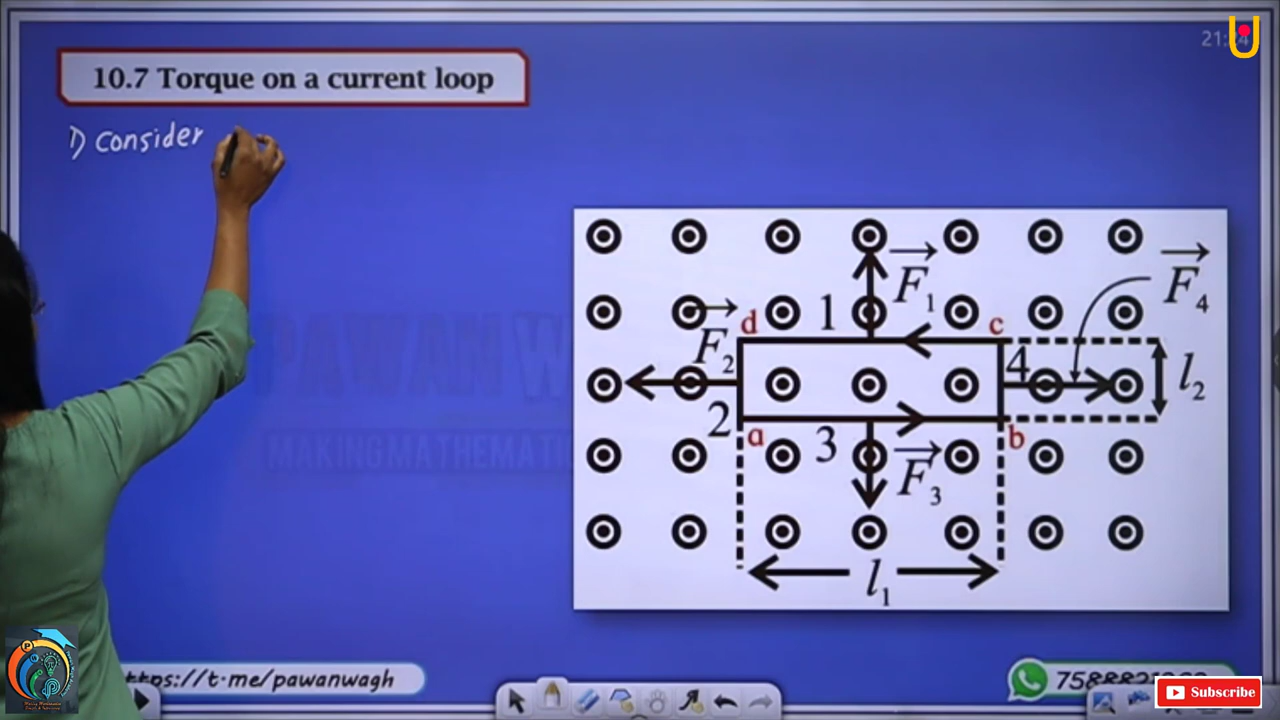 10.7 Torque on a current loop
1) Consider
F₁
F₄
d 1 c
F₂
4
l₂
2
a 3 b
F₃
l₁
https://t.me/pawanwagh
Subscribe